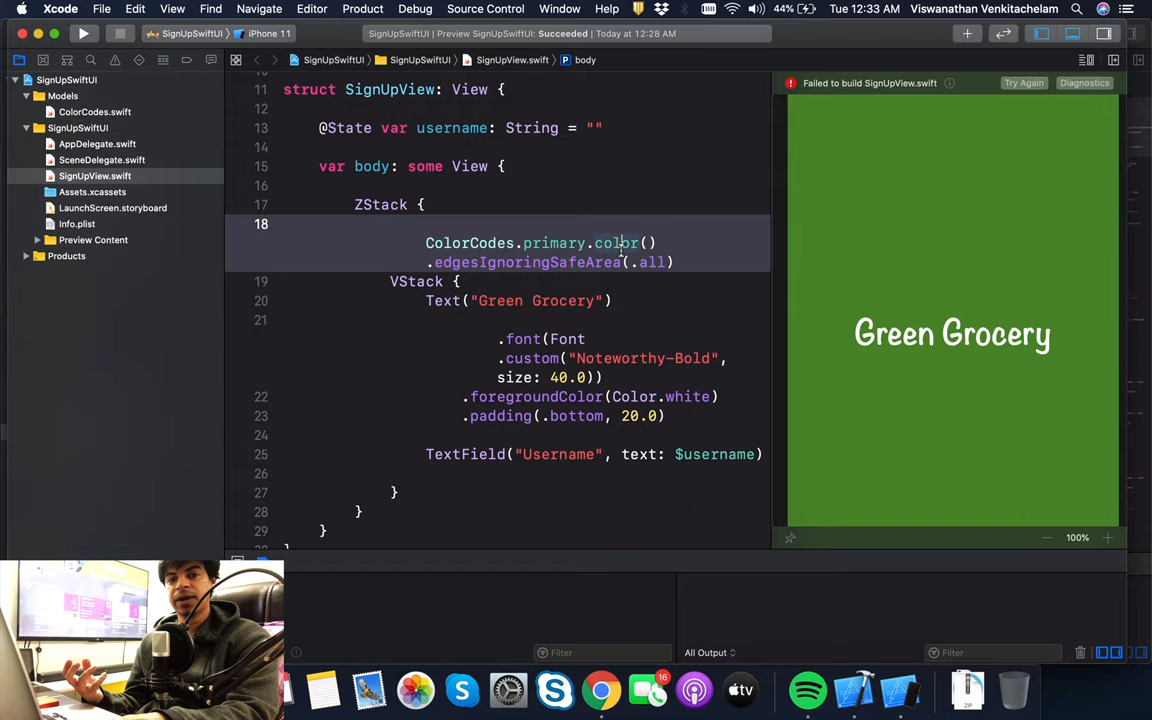 Xcode File Edit View Find Navigate Editor Product Debug Source Control Window Help 44% Tue 12:33 AM Viswanathan Venkitachelam
SignUpSwiftUI iPhone 11 SignUpSwiftUI | Preview SignUpSwiftUI: Succeeded | Today at 12:28 AM
SignUpSwiftUI SignUpSwiftUI SignUpView.swift body
SignUpSwiftUI
Models
ColorCodes.swift
SignUpSwiftUI
AppDelegate.swift
SceneDelegate.swift
SignUpView.swift
Assets.xcassets
LaunchScreen.storyboard
Info.plist
Preview Content
Products
11 struct SignUpView: View {
12
13 @State var username: String = ""
14
15 var body: some View {
16
17 ZStack {
18
ColorCodes.primary.color()
.edgesIgnoringSafeArea(.all)
19 VStack {
20 Text("Green Grocery")
21
.font(Font
.custom("Noteworthy-Bold",
size: 40.0))
22 .foregroundColor(Color.white)
23 .padding(.bottom, 20.0)
24
25 TextField("Username", text: $username)
26
27 }
28 }
29 }
Failed to build SignUpView.swift Try Again Diagnostics
Green Grocery
100%
Filter All Output Filter
16
tv
ZIP